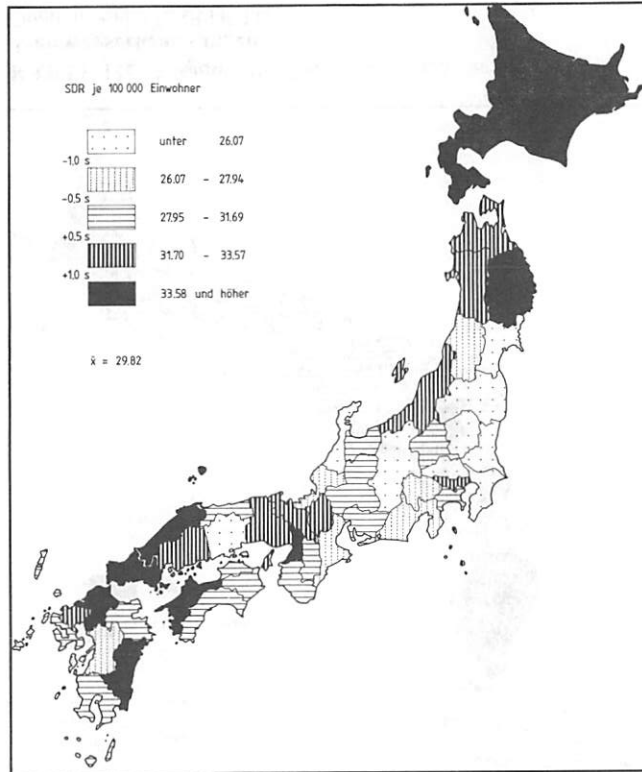 SDR je 100 000 Einwohner
unter 26.07
-1.0 s
26.07 - 27.94
-0.5 s
27.95 - 31.69
+0.5 s
31.70 - 33.57
+1.0 s
33.58 und höher
x̄ = 29.82